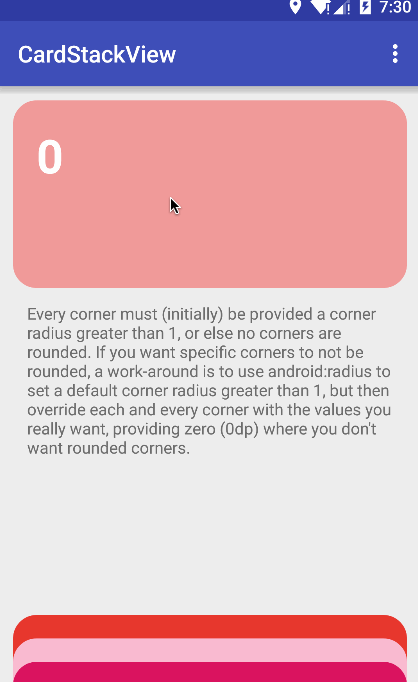 7:30
CardStackView
0
Every corner must (initially) be provided a corner
radius greater than 1, or else no corners are
rounded. If you want specific corners to not be
rounded, a work-around is to use android:radius to
set a default corner radius greater than 1, but then
override each and every corner with the values you
really want, providing zero (0dp) where you don't
want rounded corners.